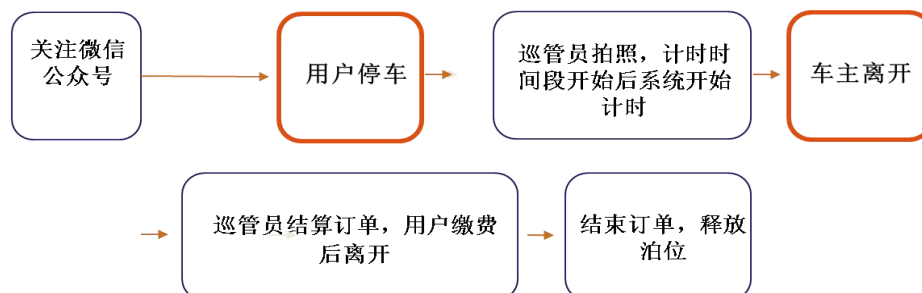 关注微信
公众号
用户停车
巡管员拍照，计时时
间段开始后系统开始
计时
车主离开
巡管员结算订单，用户缴费
后离开
结束订单，释放
泊位